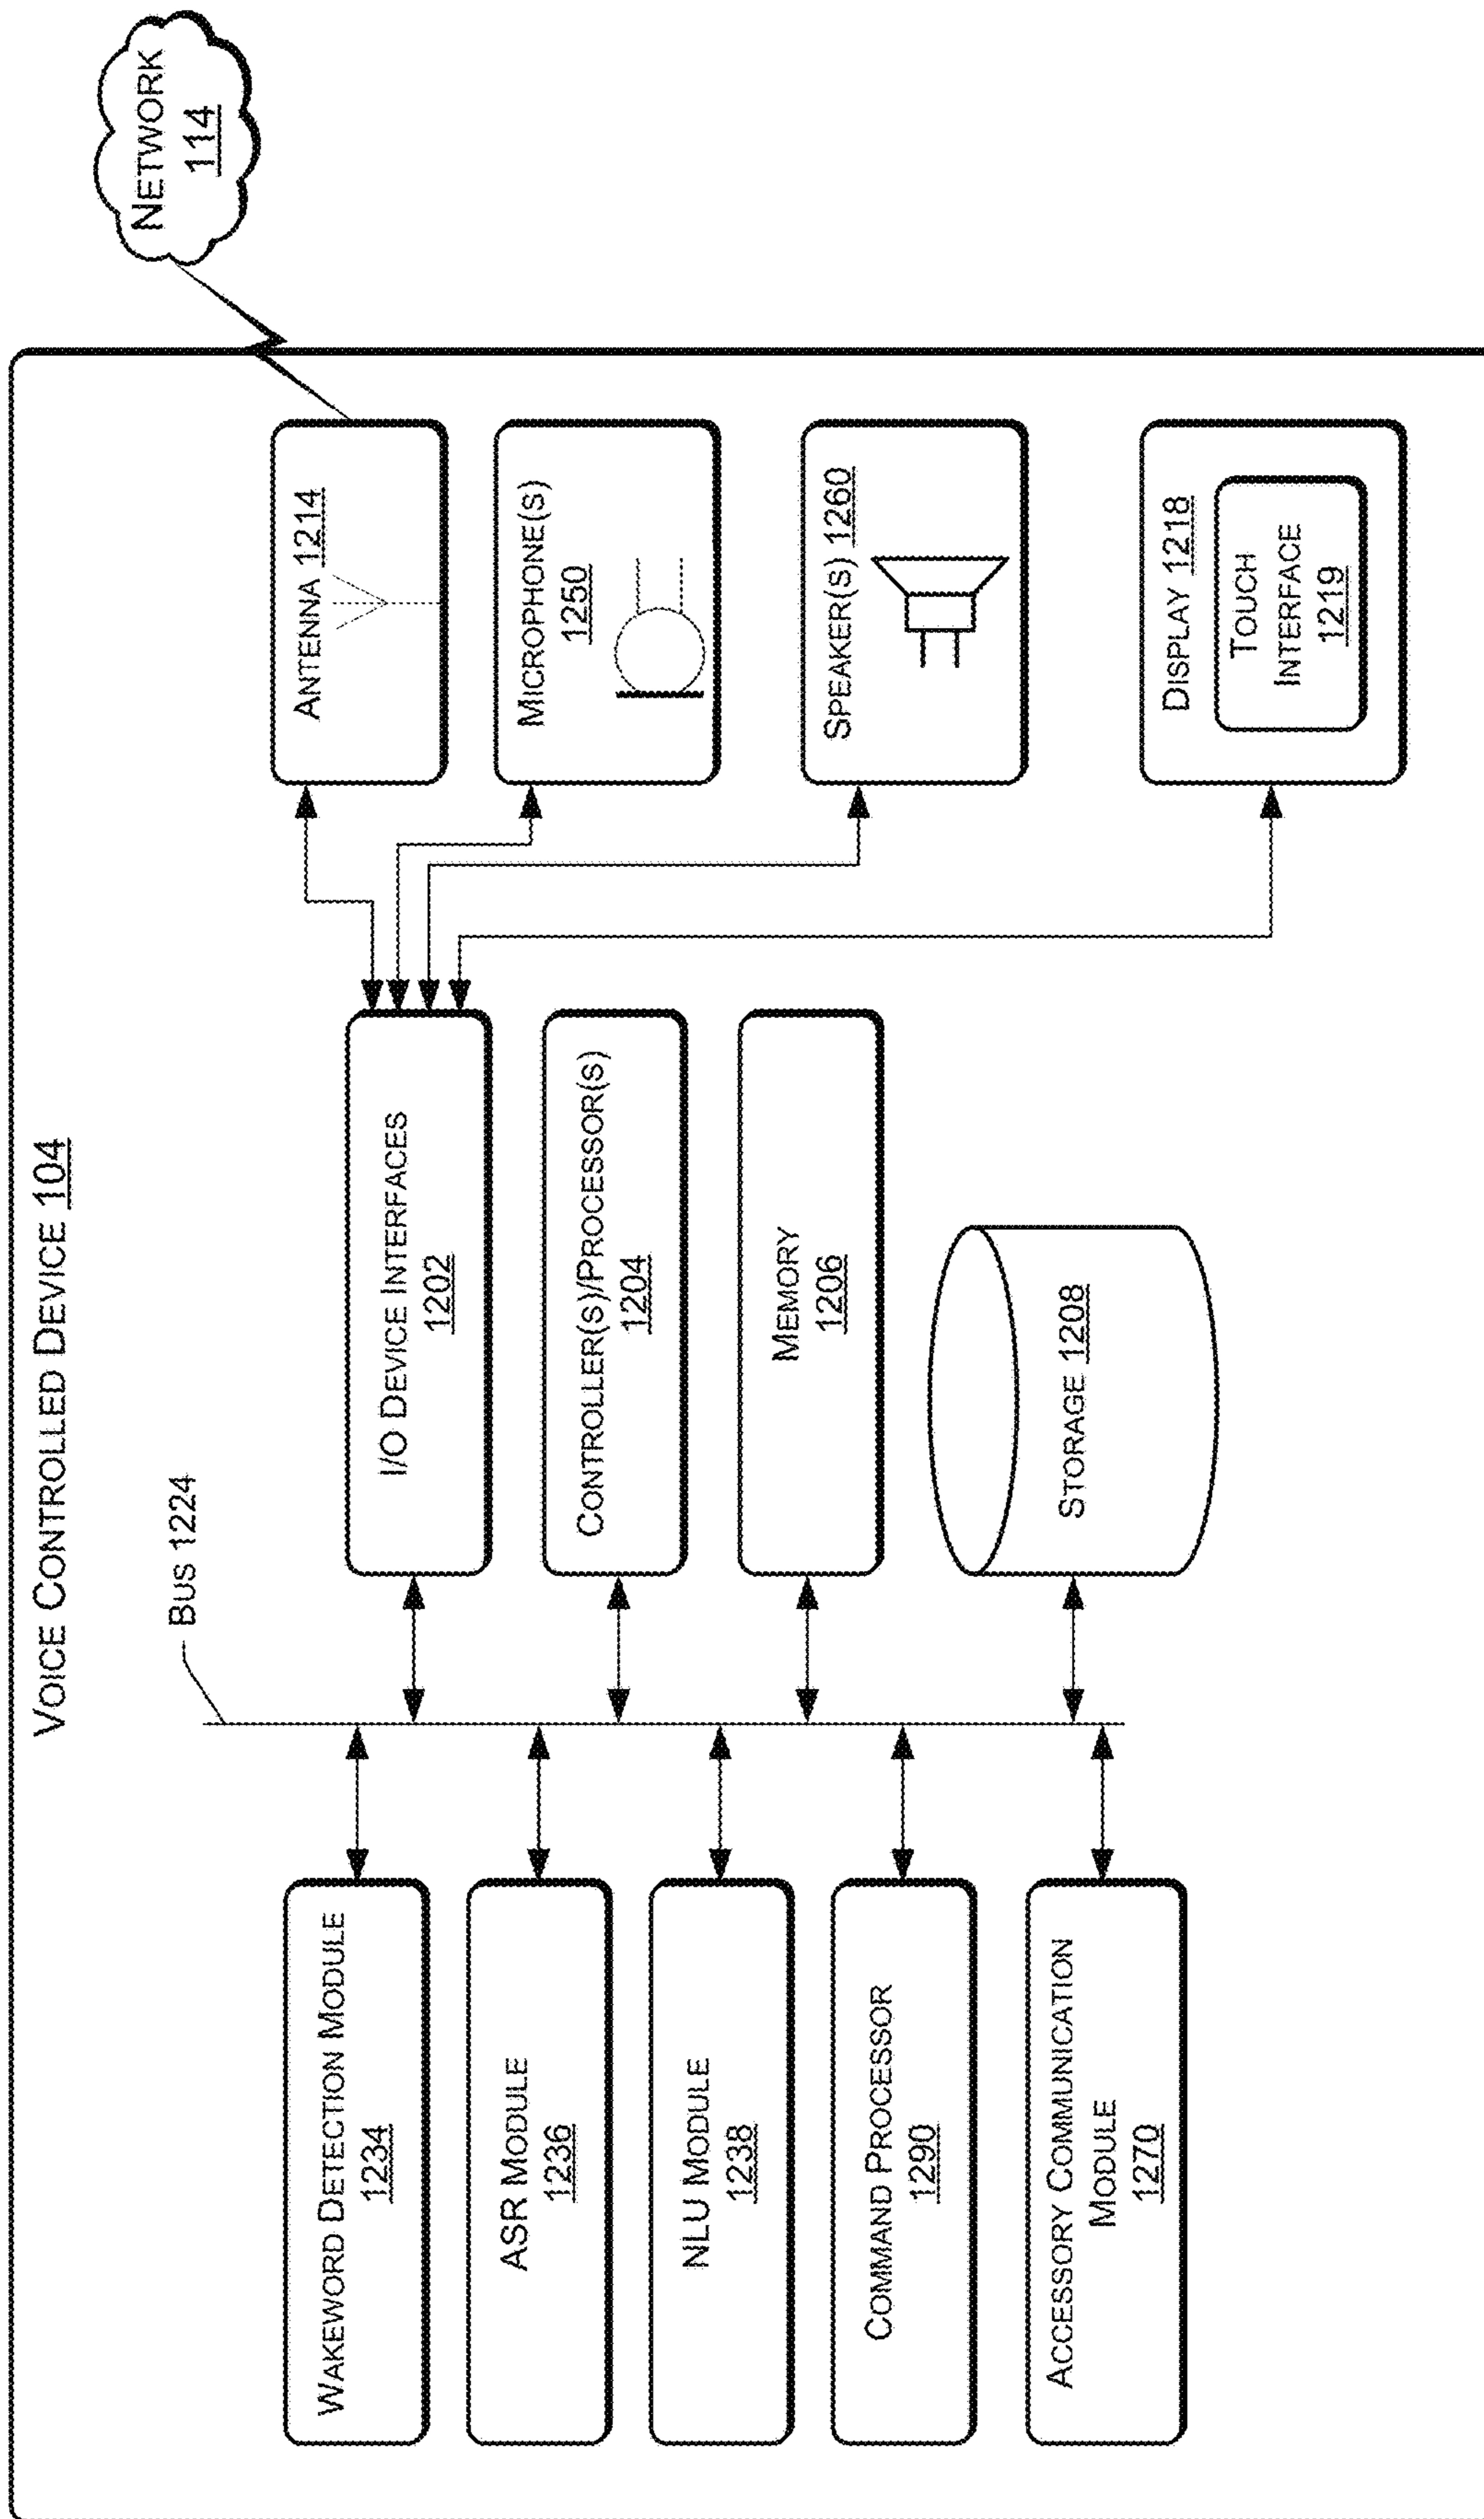 VOICE CONTROLLED DEVICE 104
BUS 1224
WAKEWORD DETECTION MODULE
1234
ASR MODULE
1236
NLU MODULE
1238
COMMAND PROCESSOR
1290
ACCESSORY COMMUNICATION
MODULE
1270
I/O DEVICE INTERFACES
1202
CONTROLLER(S)/PROCESSOR(S)
1204
MEMORY
1206
STORAGE 1208
ANTENNA 1214
MICROPHONE(S)
1250
SPEAKER(S) 1260
DISPLAY 1218
TOUCH
INTERFACE
1219
NETWORK
114